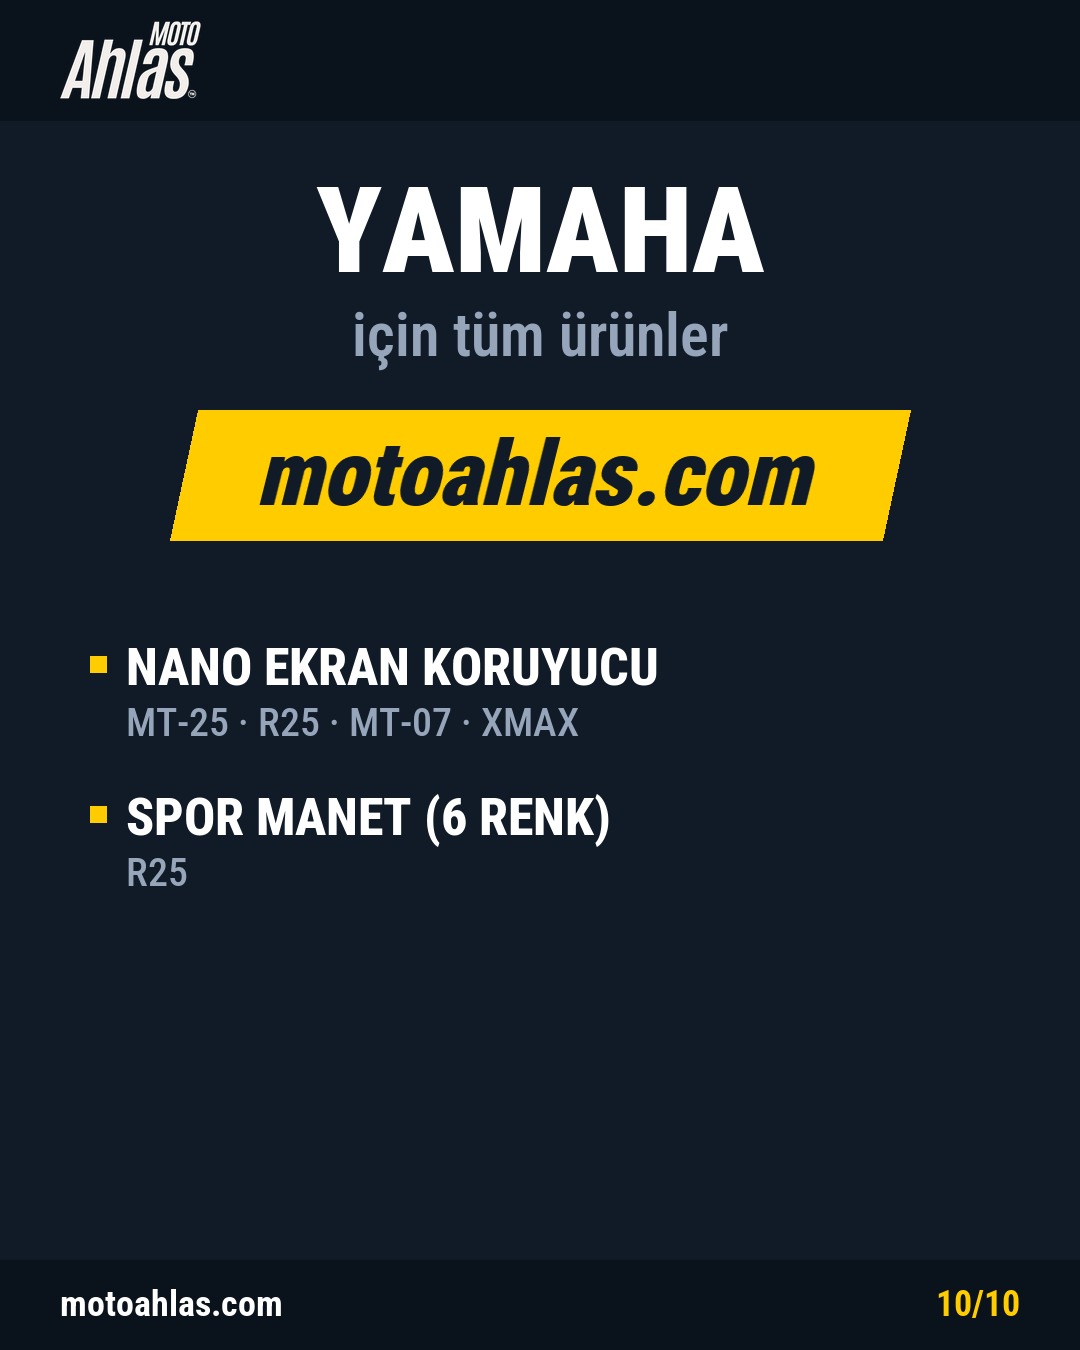 MOTO
Ahlas
YAMAHA
için tüm ürünler
motoahlas.com
NANO EKRAN KORUYUCU
MT-25 · R25 · MT-07 · XMAX
SPOR MANET (6 RENK)
R25
motoahlas.com
10/10